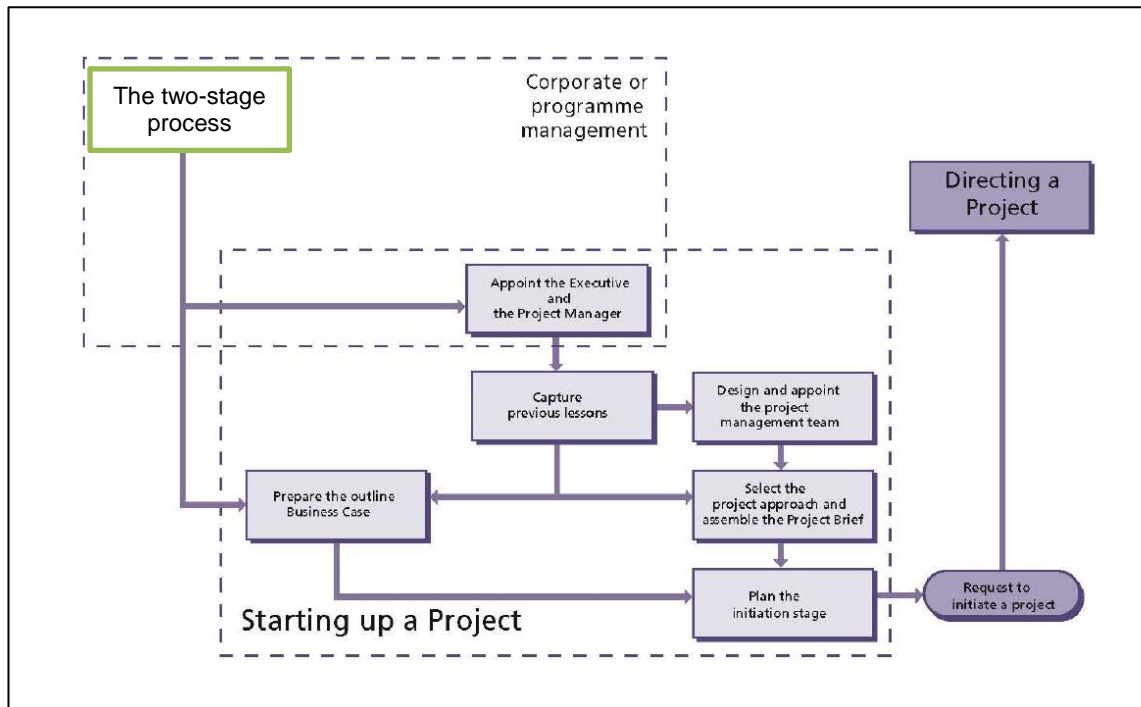 The two-stage
process
Corporate or
programme
management
Directing a
Project
Appoint the Executive
and
the Project Manager
Capture
previous lessons
Design and appoint
the project
management team
Prepare the outline
Business Case
Select the
project approach and
assemble the Project Brief
Plan the
initiation stage
Request to
initiate a project
Starting up a Project